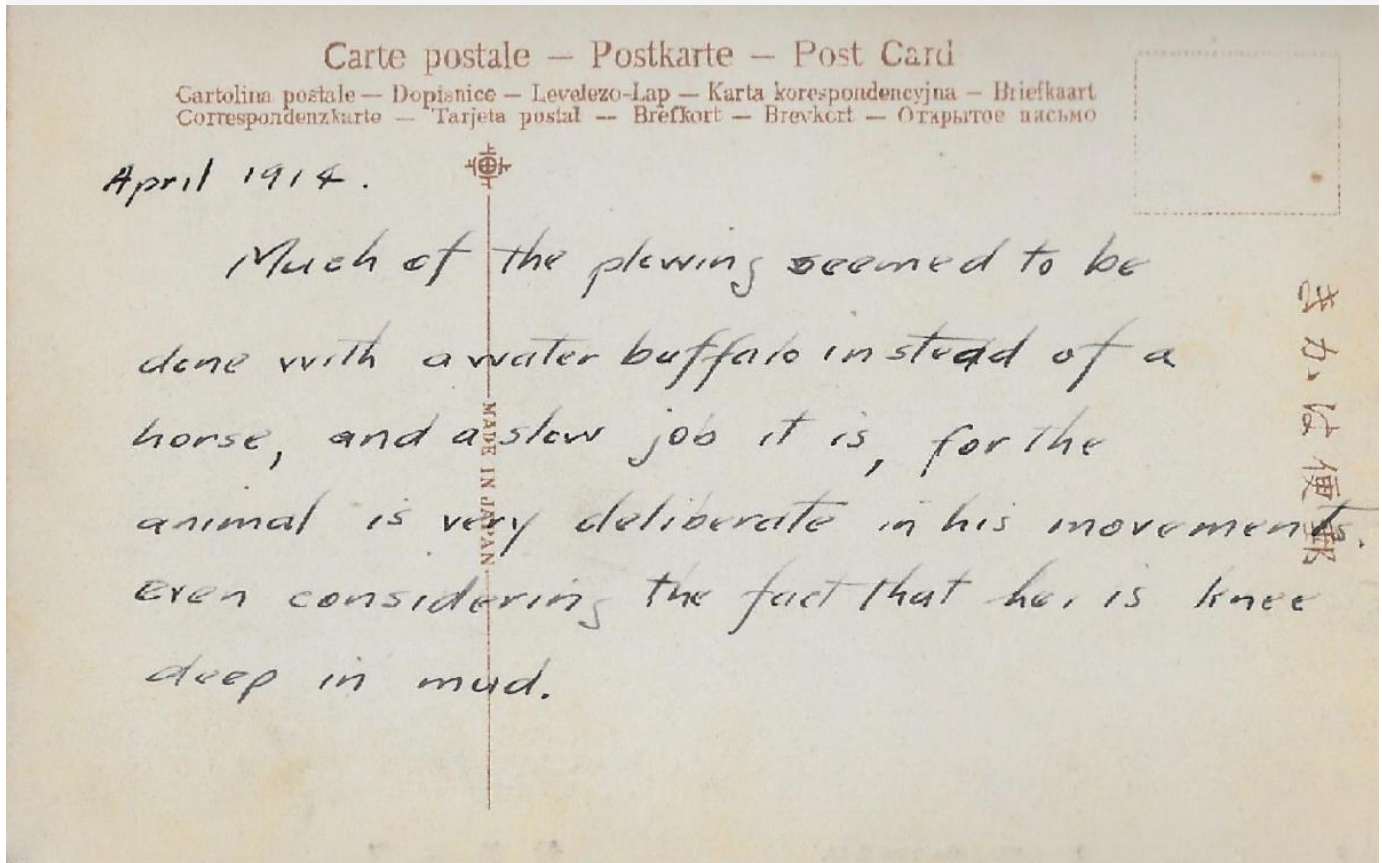 Carte postale — Postkarte — Post Card
Cartolina postale — Dopisnice — Levelezo-Lap — Karta korespondencyjna — Briefkaart
Correspondenzkarte — Tarjeta postal — Brefkort — Brevkort — Открытое письмо
April 1914.
Much of the plowing seemed to be
done with a water buffalo instead of a
horse, and a slow job it is, for the
animal is very deliberate in his movements.
even considering the fact that he, is knee
deep in mud.
MADE IN JAPAN
きかは便郵